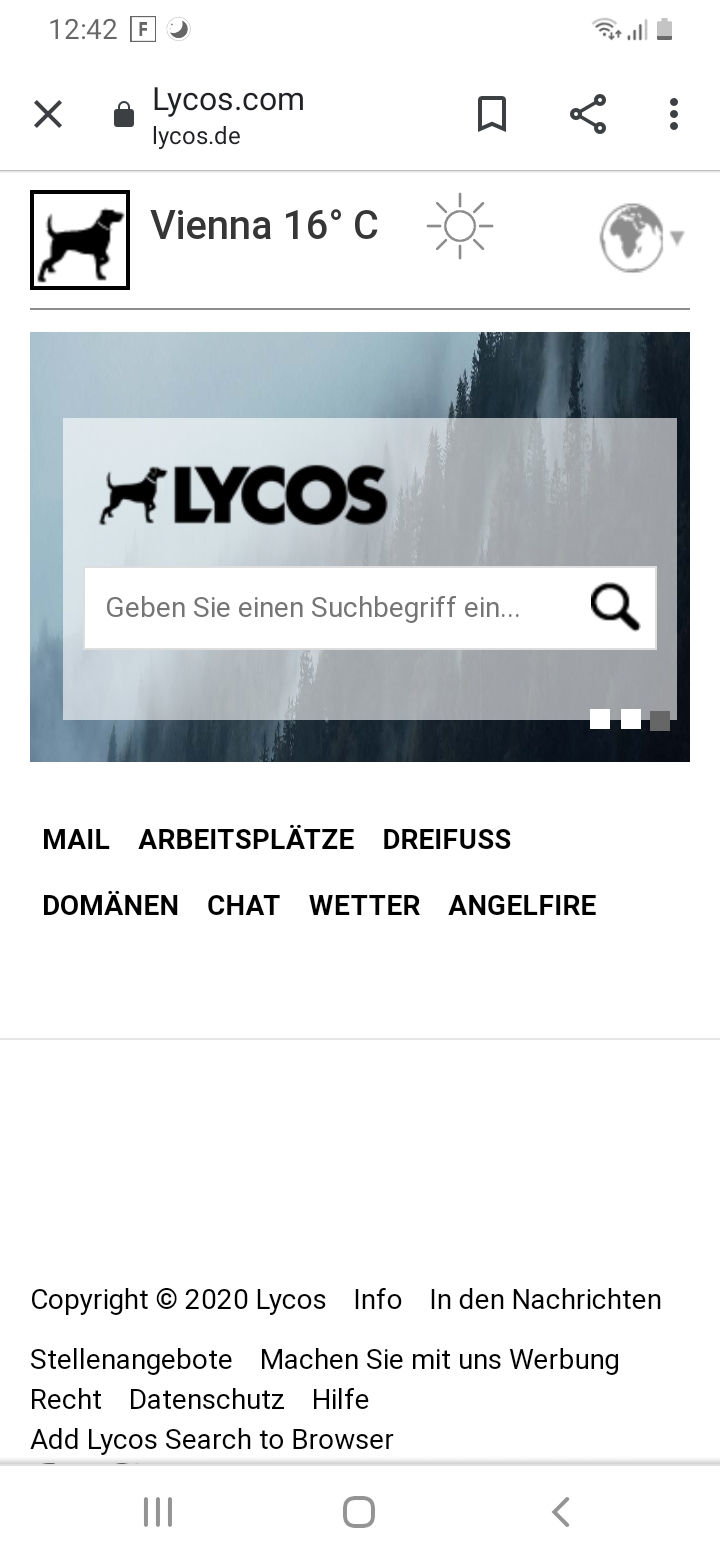 12:42 F
Lycos.com
lycos.de
Vienna 16° C
LYCOS
Geben Sie einen Suchbegriff ein...
MAIL ARBEITSPLÄTZE DREIFUSS
DOMÄNEN CHAT WETTER ANGELFIRE
Copyright © 2020 Lycos Info In den Nachrichten
Stellenangebote Machen Sie mit uns Werbung
Recht Datenschutz Hilfe
Add Lycos Search to Browser